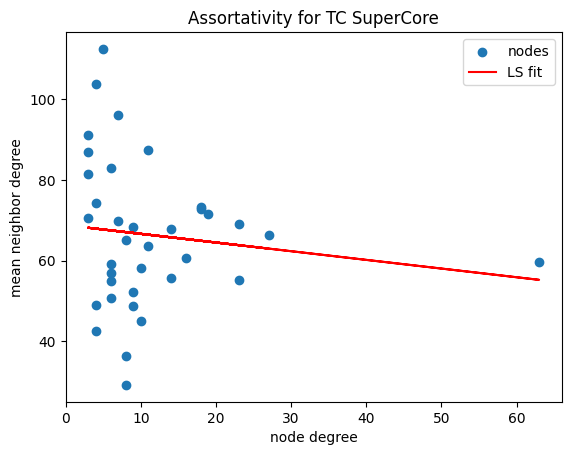 Assortativity for TC SuperCore
nodes
LS fit
mean neighbor degree
100
80
60
40
0
10
20
30
40
50
60
node degree